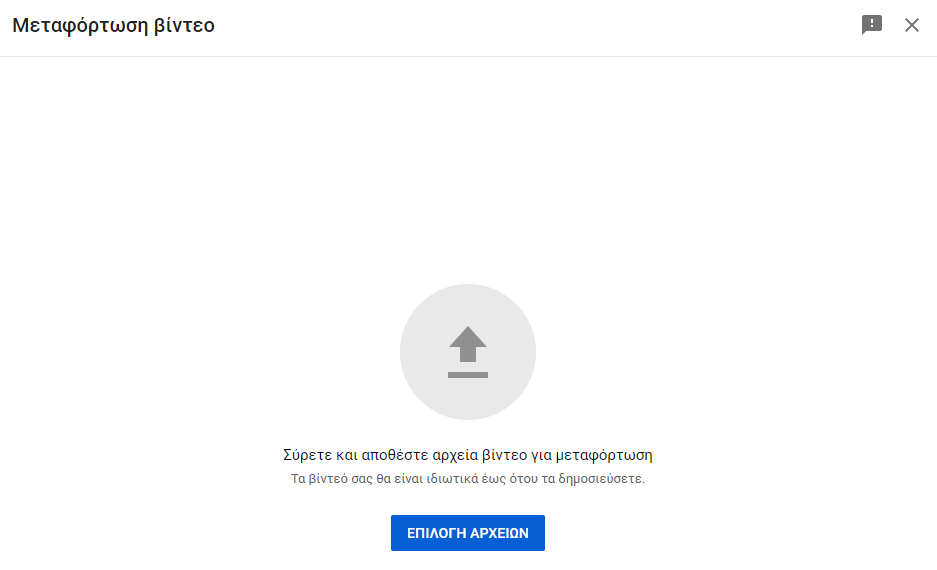 Μεταφόρτωση βίντεο
Σύρετε και αποθέστε αρχεία βίντεο για μεταφόρτωση
Τα βίντεό σας θα είναι ιδιωτικά έως ότου τα δημοσιεύσετε.
ΕΠΙΛΟΓΗ ΑΡΧΕΙΩΝ